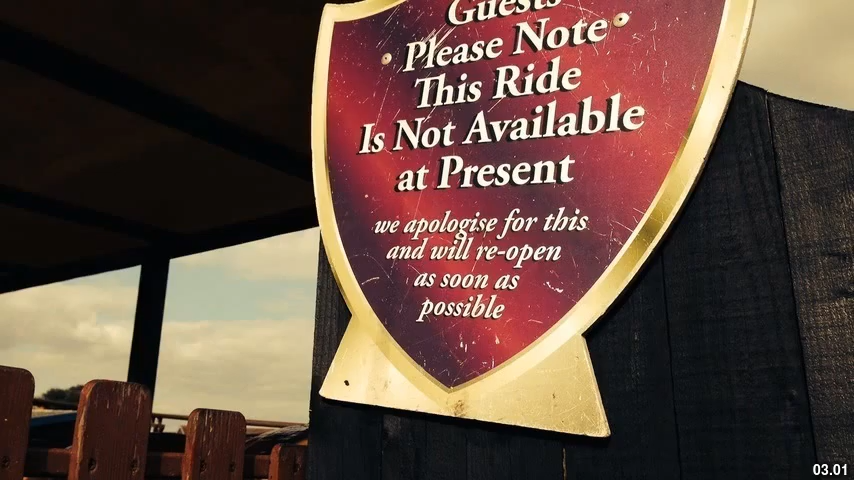 Guests
Please Note
This Ride
Is Not Available
at Present
we apologise for this
and will re-open
as soon as
possible
03.01